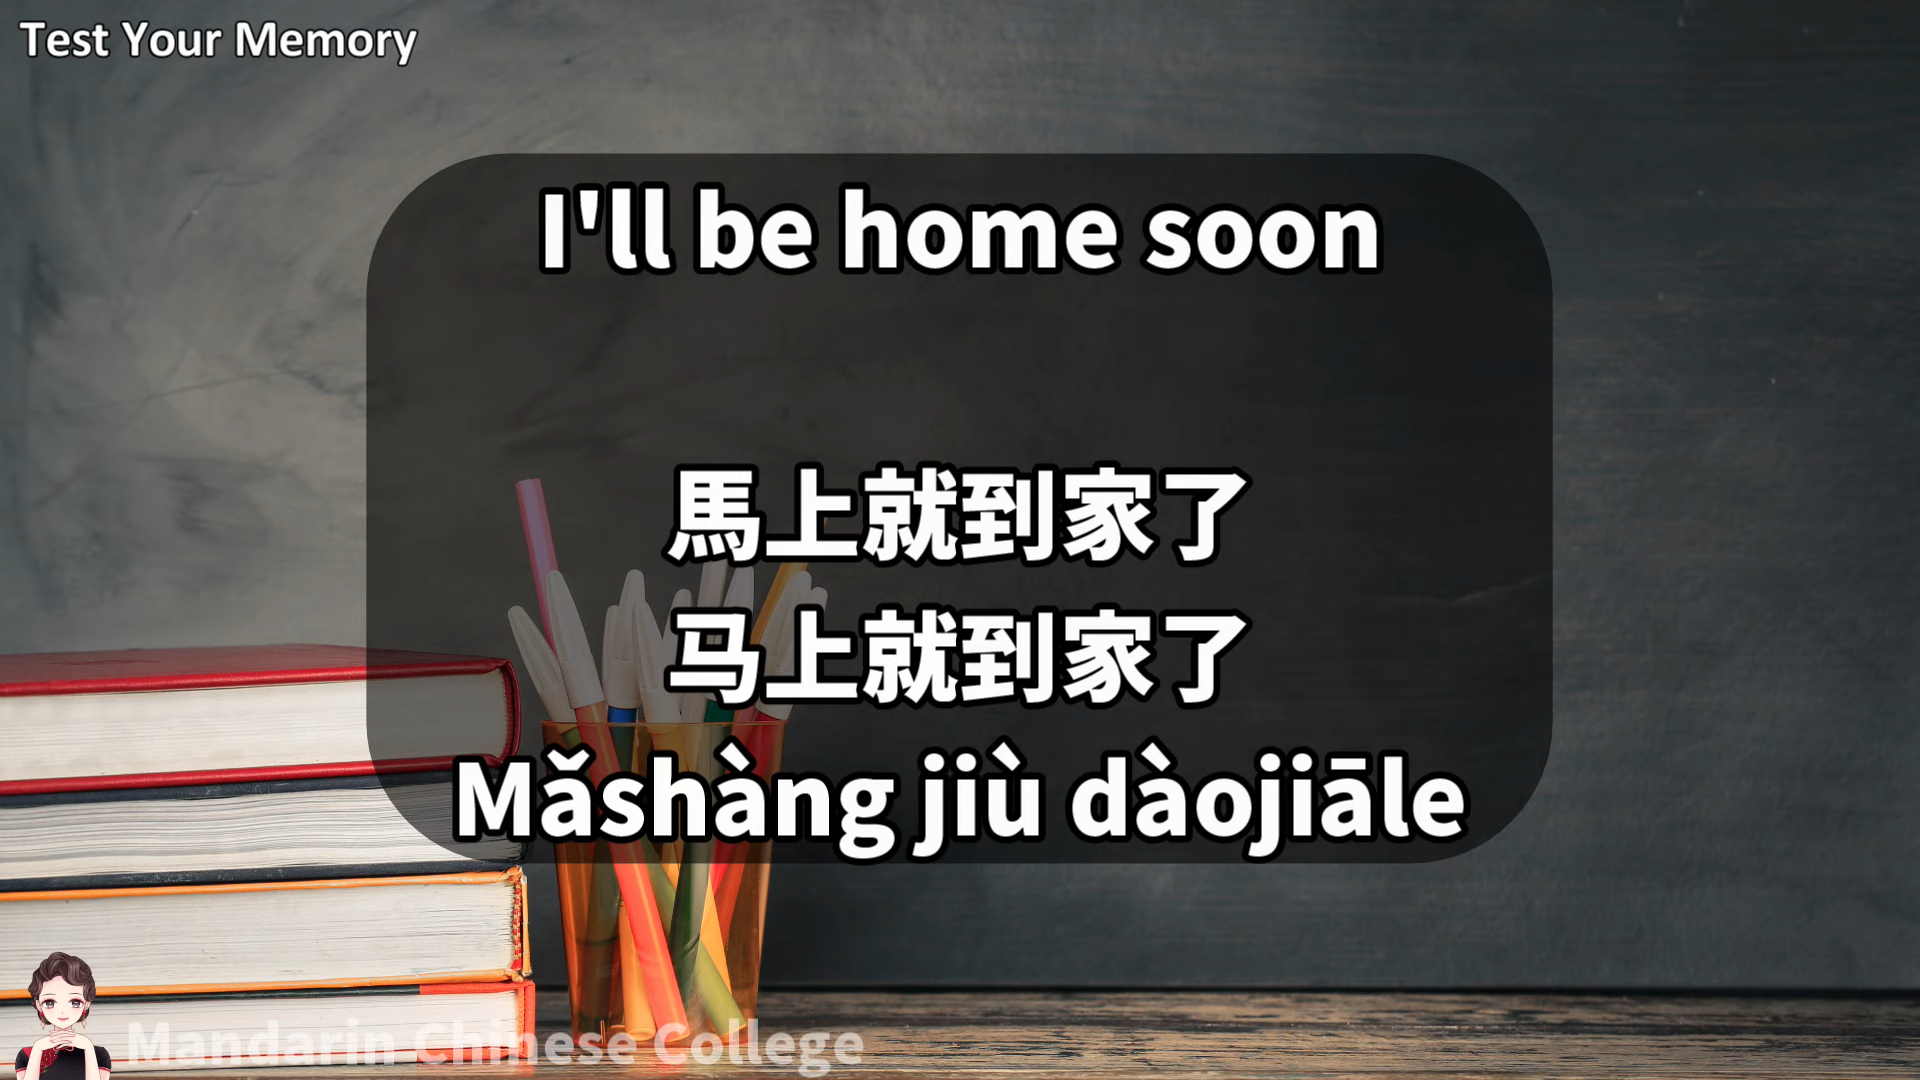 Test Your Memory
I'll be home soon
馬上就到家了
马上就到家了
Mǎshàng jiù dàojiāle
Mandarin Chinese College